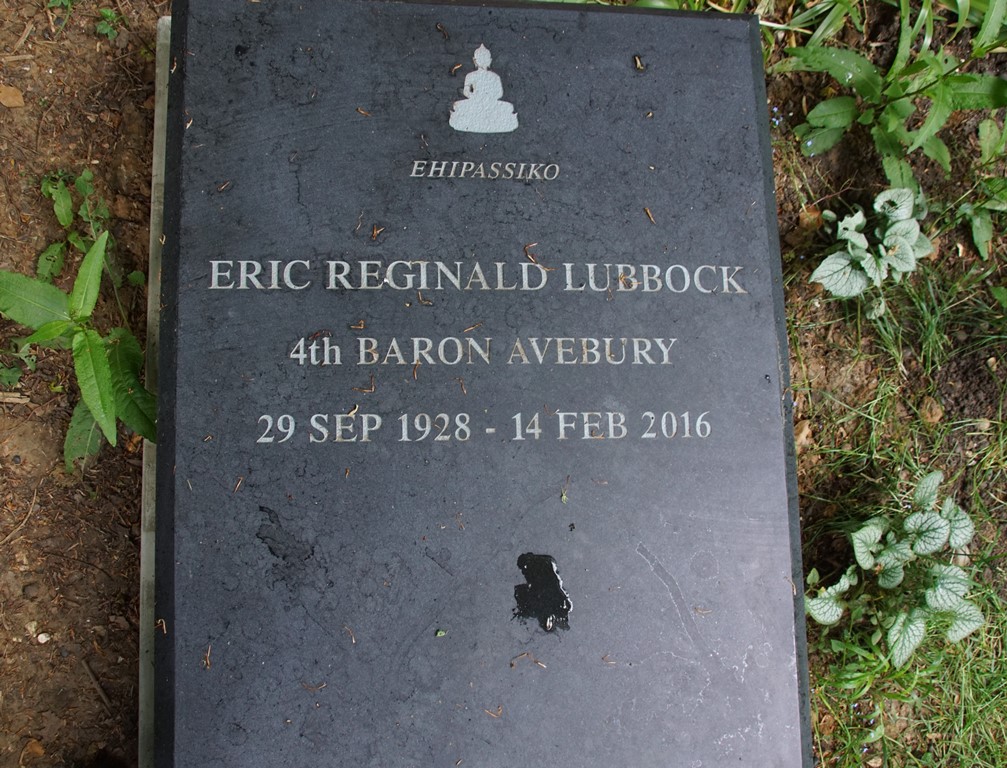 EHIPASSIKO
ERIC REGINALD LUBBOCK
4th BARON AVEBURY
29 SEP 1928 - 14 FEB 2016